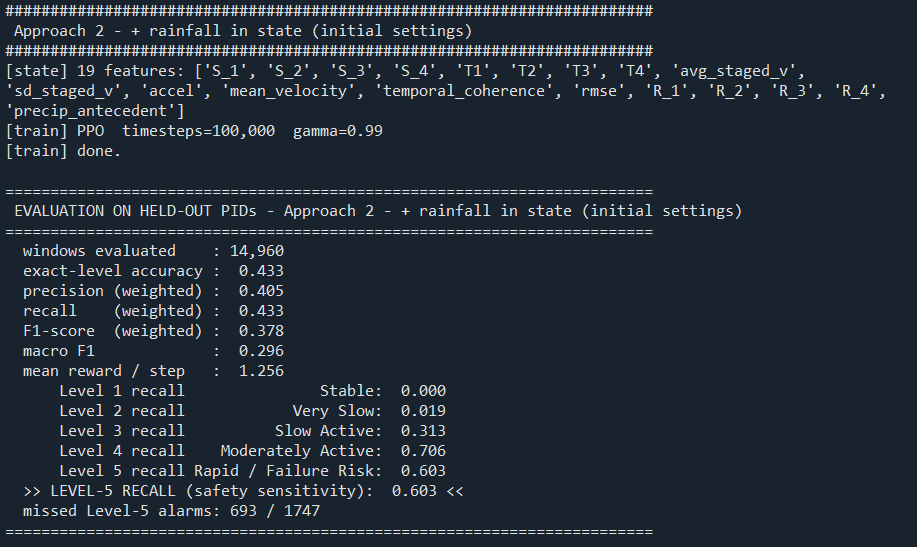 ########################################################################
Approach 2 - + rainfall in state (initial settings)
########################################################################
[state] 19 features: ['S_1', 'S_2', 'S_3', 'S_4', 'T1', 'T2', 'T3', 'T4', 'avg_staged_v',
'sd_staged_v', 'accel', 'mean_velocity', 'temporal_coherence', 'rmse', 'R_1', 'R_2', 'R_3', 'R_4',
'precip_antecedent']
[train] PPO  timesteps=100,000  gamma=0.99
[train] done.

========================================================================
EVALUATION ON HELD-OUT PIDs - Approach 2 - + rainfall in state (initial settings)
========================================================================
windows evaluated    : 14,960
exact-level accuracy :  0.433
precision (weighted) :  0.405
recall    (weighted) :  0.433
F1-score  (weighted) :  0.378
macro F1             :  0.296
mean reward / step   :  1.256
Level 1 recall               Stable:  0.000
Level 2 recall            Very Slow:  0.019
Level 3 recall          Slow Active:  0.313
Level 4 recall    Moderately Active:  0.706
Level 5 recall Rapid / Failure Risk:  0.603
>> LEVEL-5 RECALL (safety sensitivity):  0.603 <<
missed Level-5 alarms: 693 / 1747
========================================================================